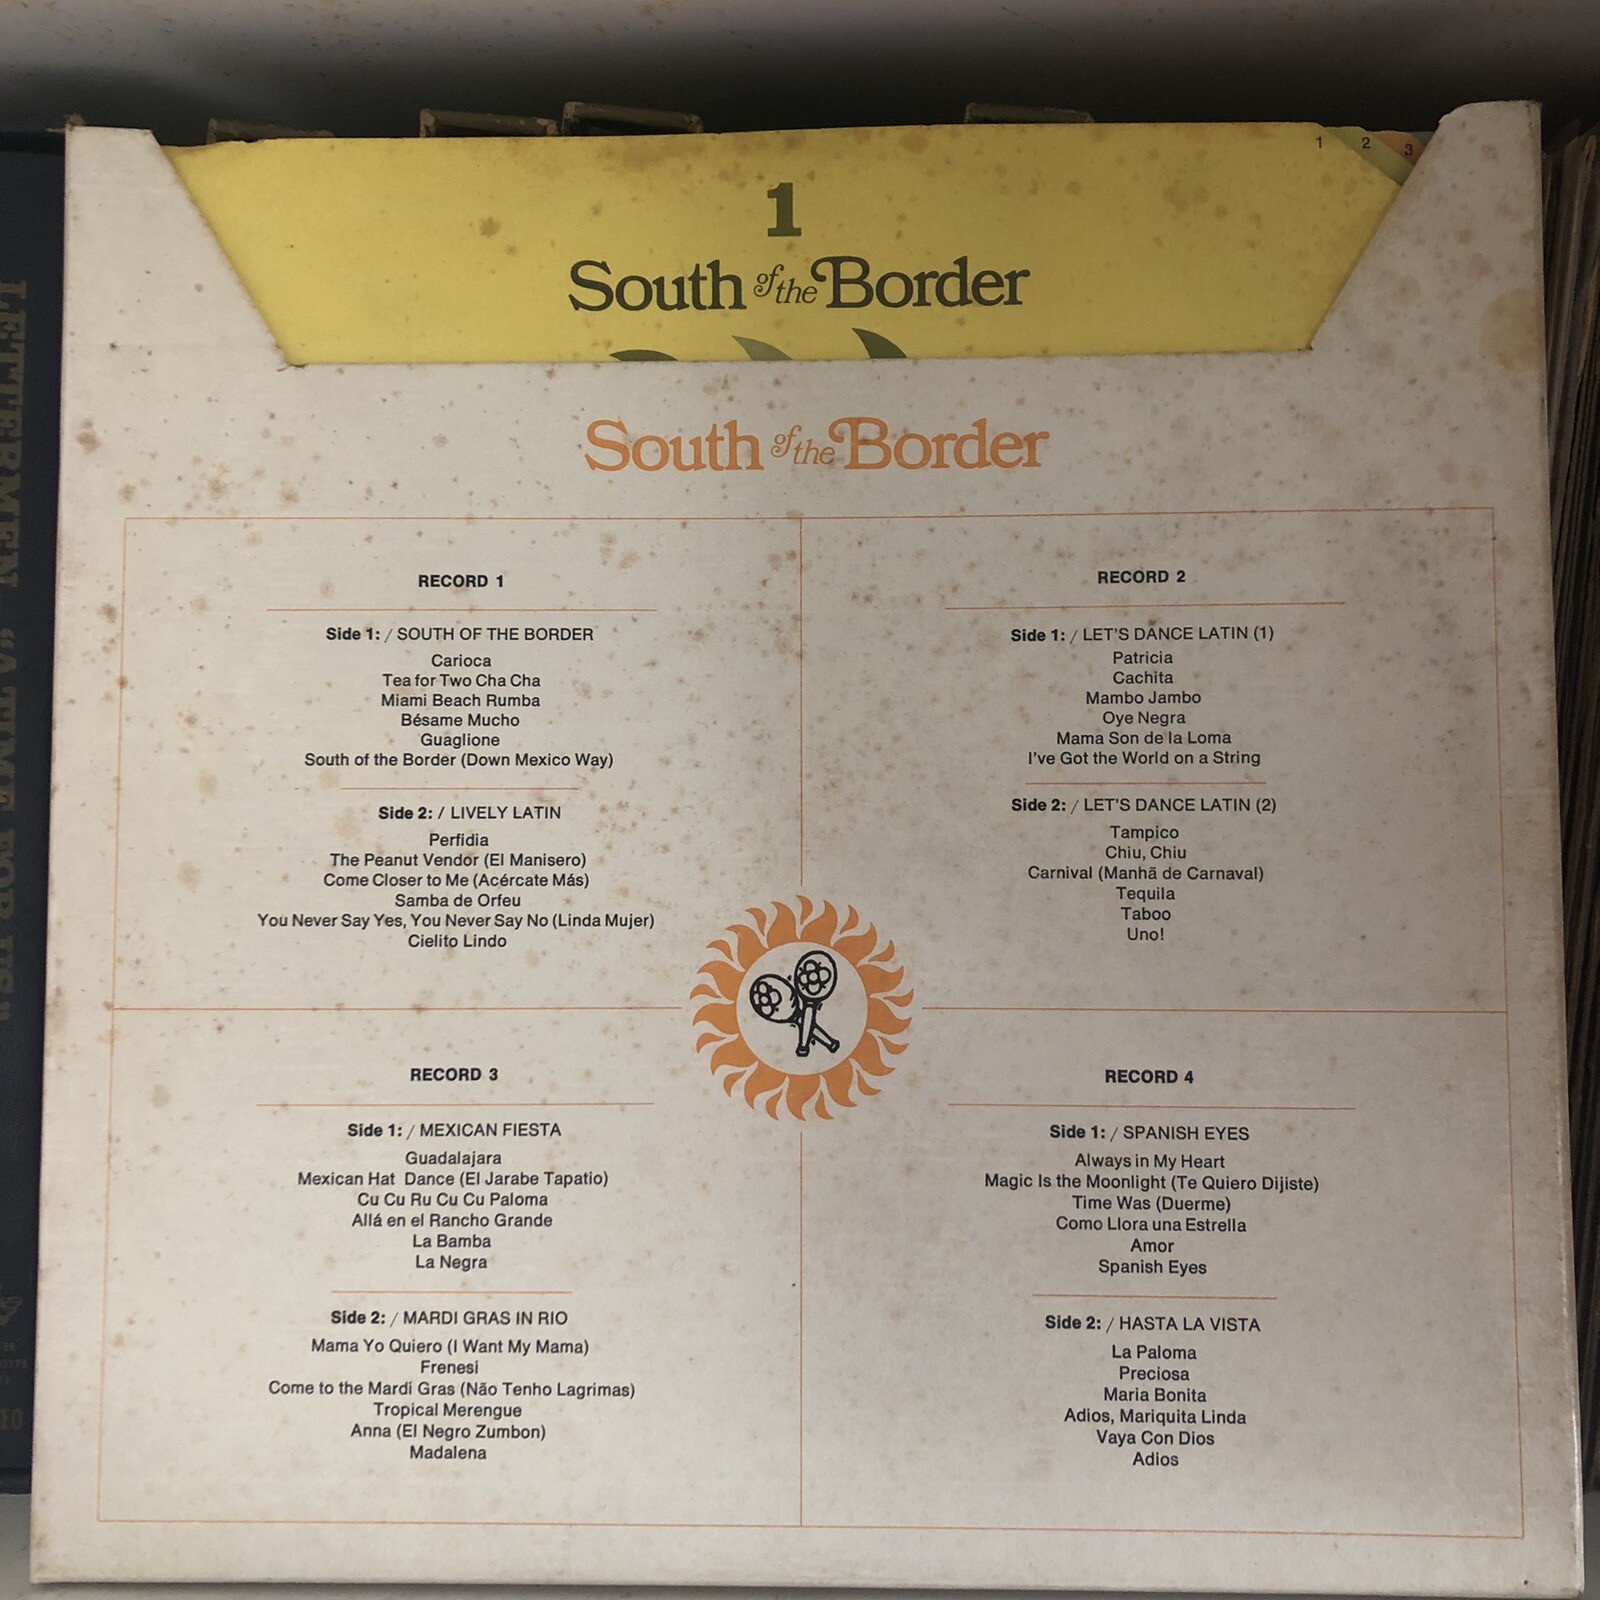 1 2 3
1
South of the Border
South of the Border
RECORD 1
Side 1: / SOUTH OF THE BORDER
Carioca
Tea for Two Cha Cha
Miami Beach Rumba
Bésame Mucho
Guaglione
South of the Border (Down Mexico Way)
Side 2: / LIVELY LATIN
Perfidia
The Peanut Vendor (El Manisero)
Come Closer to Me (Acércate Más)
Samba de Orfeu
You Never Say Yes, You Never Say No (Linda Mujer)
Cielito Lindo
RECORD 2
Side 1: / LET'S DANCE LATIN (1)
Patricia
Cachita
Mambo Jambo
Oye Negra
Mama Son de la Loma
I've Got the World on a String
Side 2: / LET'S DANCE LATIN (2)
Tampico
Chiu, Chiu
Carnival (Manhã de Carnaval)
Tequila
Taboo
Uno!
RECORD 3
Side 1: / MEXICAN FIESTA
Guadalajara
Mexican Hat Dance (El Jarabe Tapatio)
Cu Cu Ru Cu Cu Paloma
Allá en el Rancho Grande
La Bamba
La Negra
Side 2: / MARDI GRAS IN RIO
Mama Yo Quiero (I Want My Mama)
Frenesi
Come to the Mardi Gras (Não Tenho Lagrimas)
Tropical Merengue
Anna (El Negro Zumbon)
Madalena
RECORD 4
Side 1: / SPANISH EYES
Always in My Heart
Magic Is the Moonlight (Te Quiero Dijiste)
Time Was (Duerme)
Como Llora una Estrella
Amor
Spanish Eyes
Side 2: / HASTA LA VISTA
La Paloma
Preciosa
Maria Bonita
Adios, Mariquita Linda
Vaya Con Dios
Adios
LETTERMEN "A TIME FOR US"